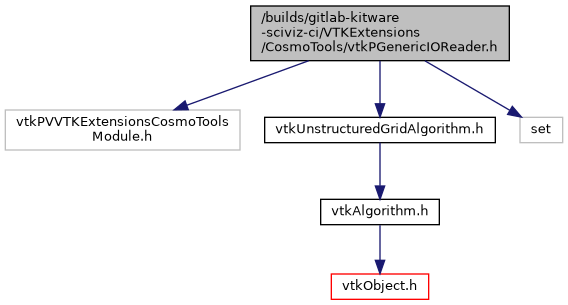 /builds/gitlab-kitware
-sciviz-ci/VTKExtensions
/CosmoTools/vtkPGenericIOReader.h
vtkPVVTKExtensionsCosmoTools
Module.h
vtkUnstructuredGridAlgorithm.h
set
vtkAlgorithm.h
vtkObject.h